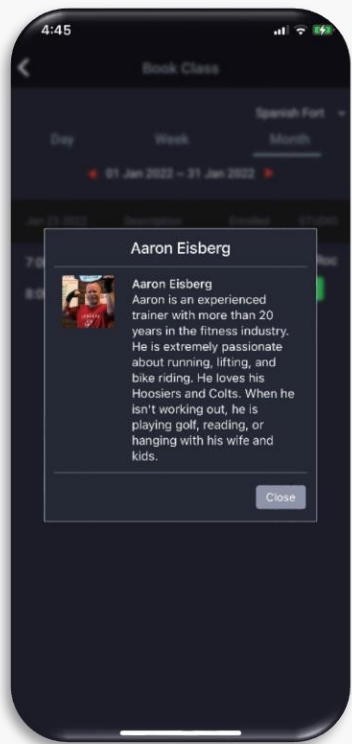 4:45
Book Class
Spanish Fort
Day Week Month
01 Jan 2022 – 31 Jan 2022
Jan 23 2022 Description Enrolled STUDIO
Aaron Eisberg
Aaron Eisberg
Aaron is an experienced
trainer with more than 20
years in the fitness industry.
He is extremely passionate
about running, lifting, and
bike riding. He loves his
Hoosiers and Colts. When he
isn't working out, he is
playing golf, reading, or
hanging with his wife and
kids.
Close